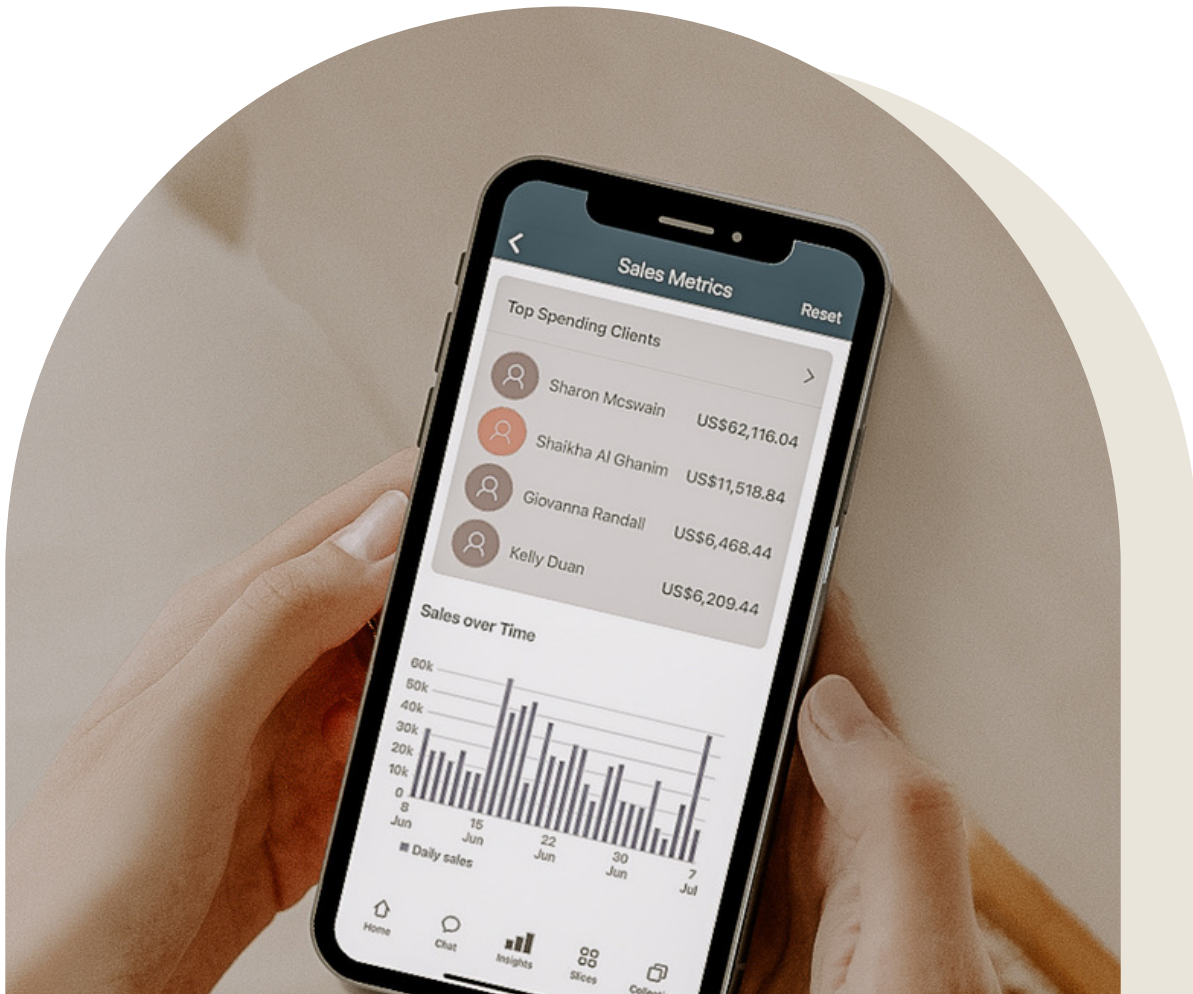 Sales Metrics
Reset
Top Spending Clients
Sharon Mcswain US$62,116.04
Shaikha Al Ghanim US$11,518.84
Giovanna Randall US$6,468.44
Kelly Duan US$6,209.44
Sales over Time
60k
50k
40k
30k
20k
10k
0
8 Jun 15 Jun 22 Jun 30 Jun 7 Jul
Daily sales
Home Chat Insights Slices